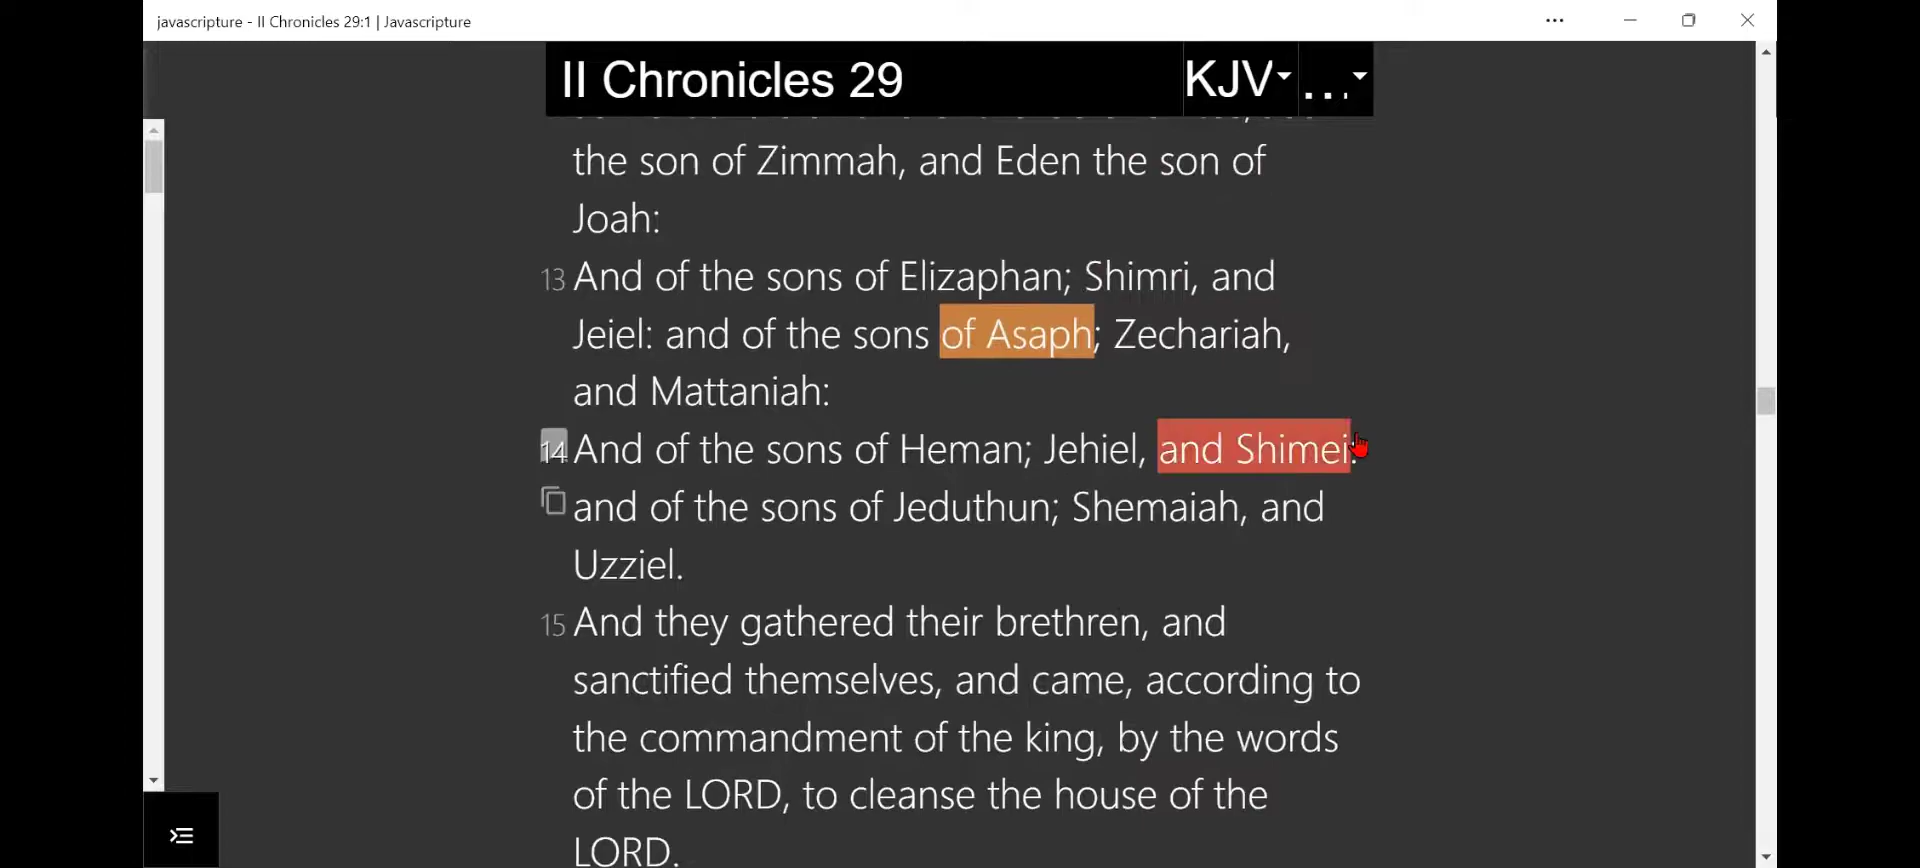 javascripture - II Chronicles 29:1 | Javascripture
II Chronicles 29 KJV ...
the son of Zimmah, and Eden the son of
Joah:
13 And of the sons of Elizaphan; Shimri, and
Jeiel: and of the sons of Asaph; Zechariah,
and Mattaniah:
14 And of the sons of Heman; Jehiel, and Shimei:
and of the sons of Jeduthun; Shemaiah, and
Uzziel.
15 And they gathered their brethren, and
sanctified themselves, and came, according to
the commandment of the king, by the words
of the LORD, to cleanse the house of the
LORD.